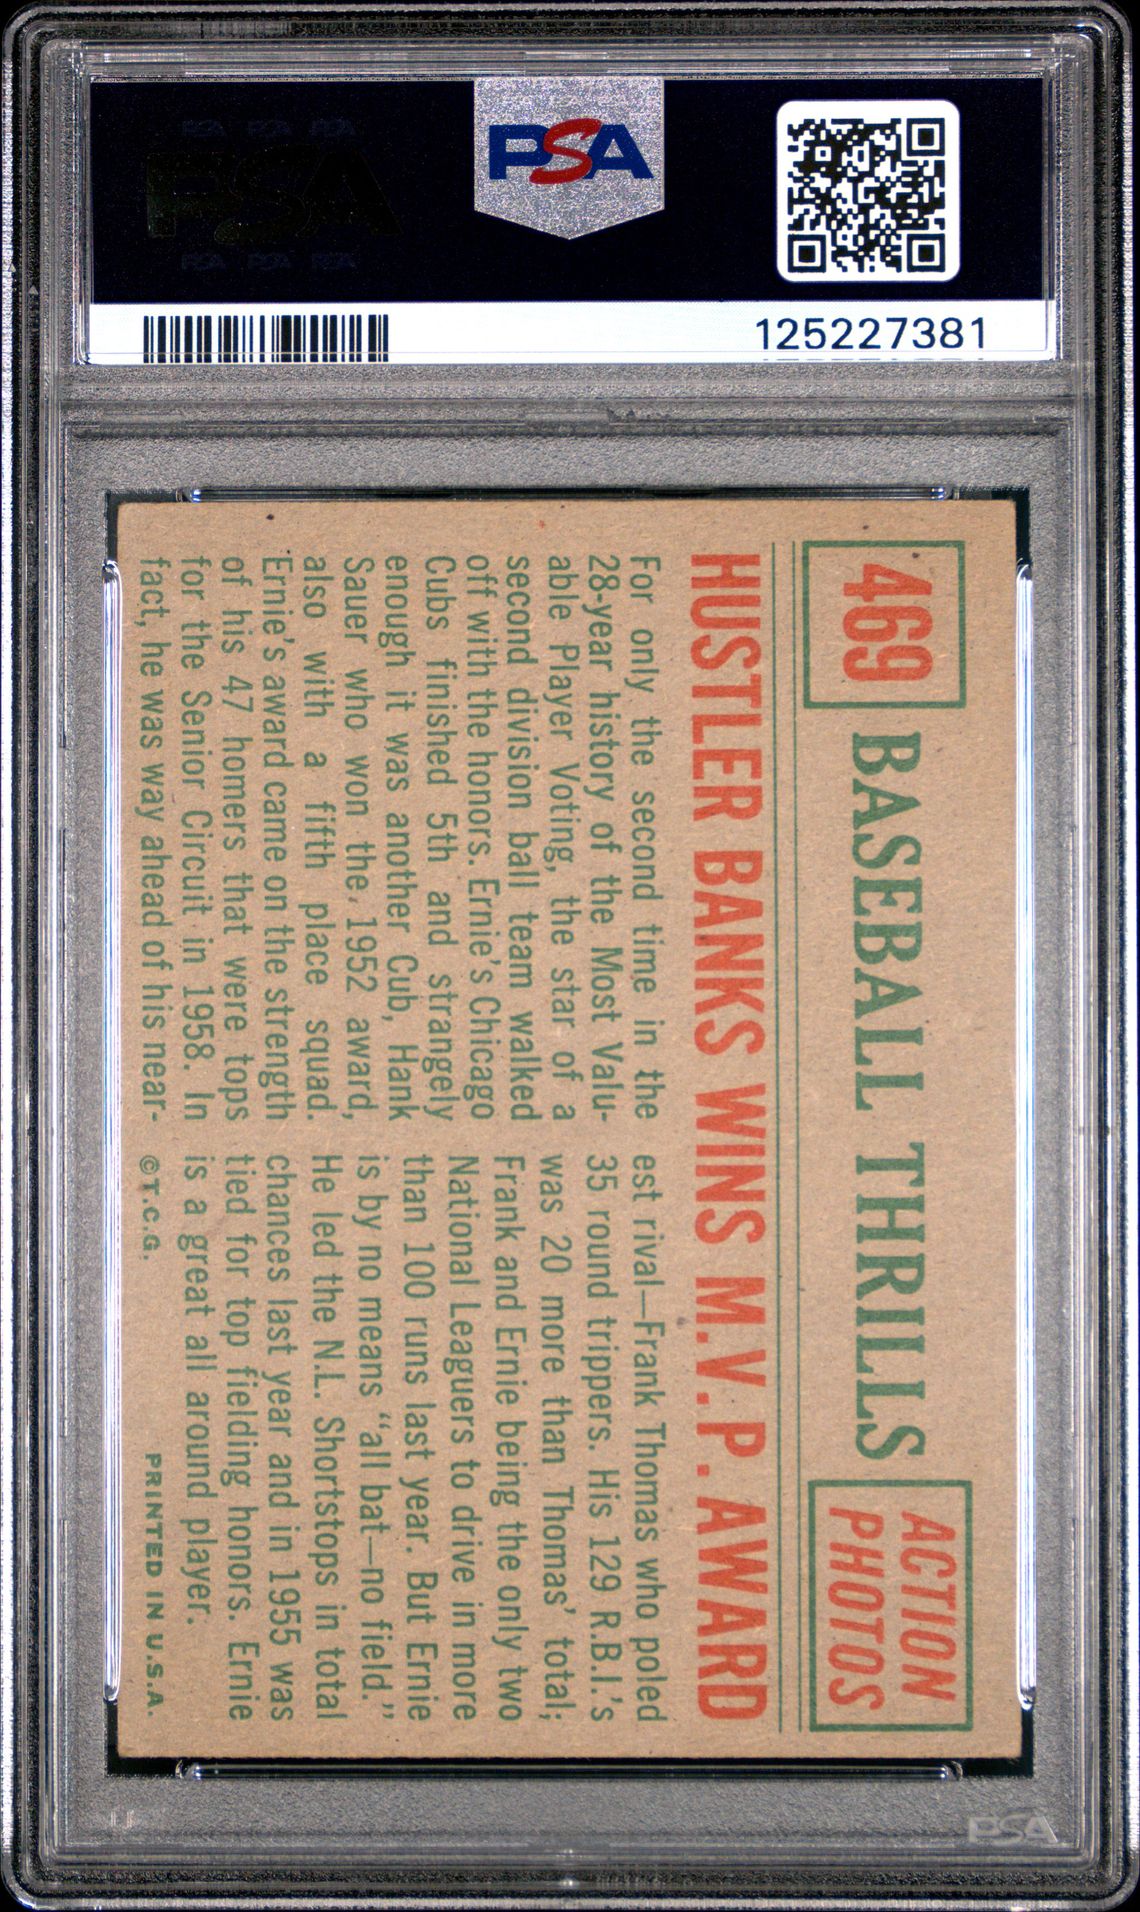 PSA
125227381
469
BASEBALL THRILLS
ACTION
PHOTOS
HUSTLER BANKS WINS M.V.P. AWARD
For only the second time in the
28-year history of the Most Valu-
able Player Voting, the star of a
second division ball team walked
off with the honors. Ernie's Chicago
Cubs finished 5th and strangely
enough it was another Cub, Hank
Sauer who won the 1952 award,
also with a fifth place squad.
Ernie's award came on the strength
of his 47 homers that were tops
for the Senior Circuit in 1958. In
fact, he was way ahead of his near-
est rival—Frank Thomas who poled
35 round trippers. His 129 R.B.I.'s
was 20 more than Thomas' total;
Frank and Ernie being the only two
National Leaguers to drive in more
than 100 runs last year. But Ernie
is by no means "all bat—no field."
He led the N.L. Shortstops in total
chances last year and in 1955 was
tied for top fielding honors. Ernie
is a great all around player.
©T.C.G.
PRINTED IN U.S.A.
PSA